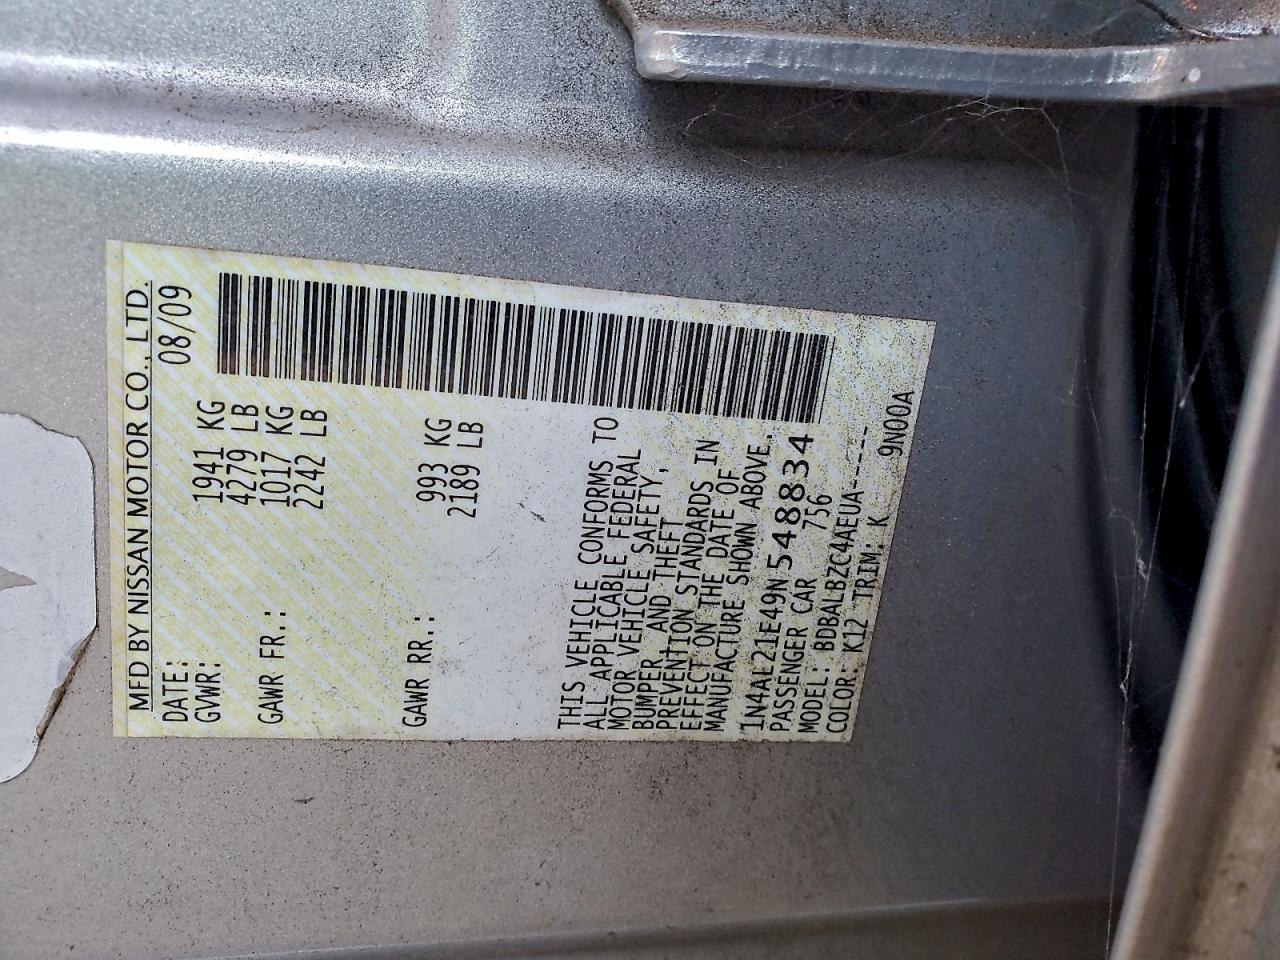 MFD BY NISSAN MOTOR CO., LTD.
DATE: 08/09
GVWR: 1941 KG
4279 LB
GAWR FR.: 1017 KG
2242 LB
GAWR RR.: 993 KG
2189 LB
THIS VEHICLE CONFORMS TO
ALL APPLICABLE FEDERAL
MOTOR VEHICLE SAFETY,
BUMPER AND THEFT
PREVENTION STANDARDS IN
EFFECT ON THE DATE OF
MANUFACTURE SHOWN ABOVE.
1N4AL21E49N548834
PASSENGER CAR 756
MODEL: BDBALBZC4AEUA-----
COLOR: K12 TRIM, K 9N00A